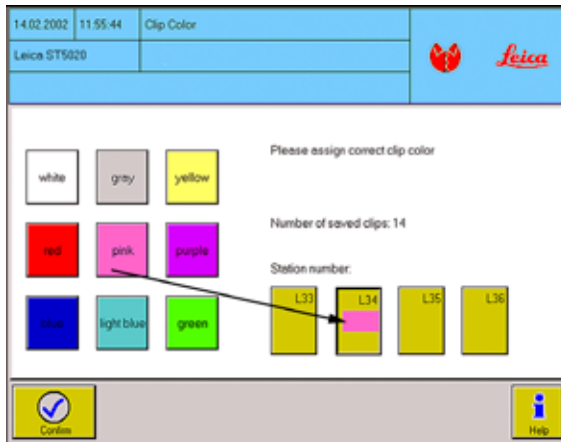 14.02.2002 11:55:44 Clip Color
Leica ST5020
Leica
Please assign correct clip color
white gray yellow
Number of saved clips: 14
red pink purple
Station number:
L33 L34 L35 L36
blue light blue green
Confirm
Help